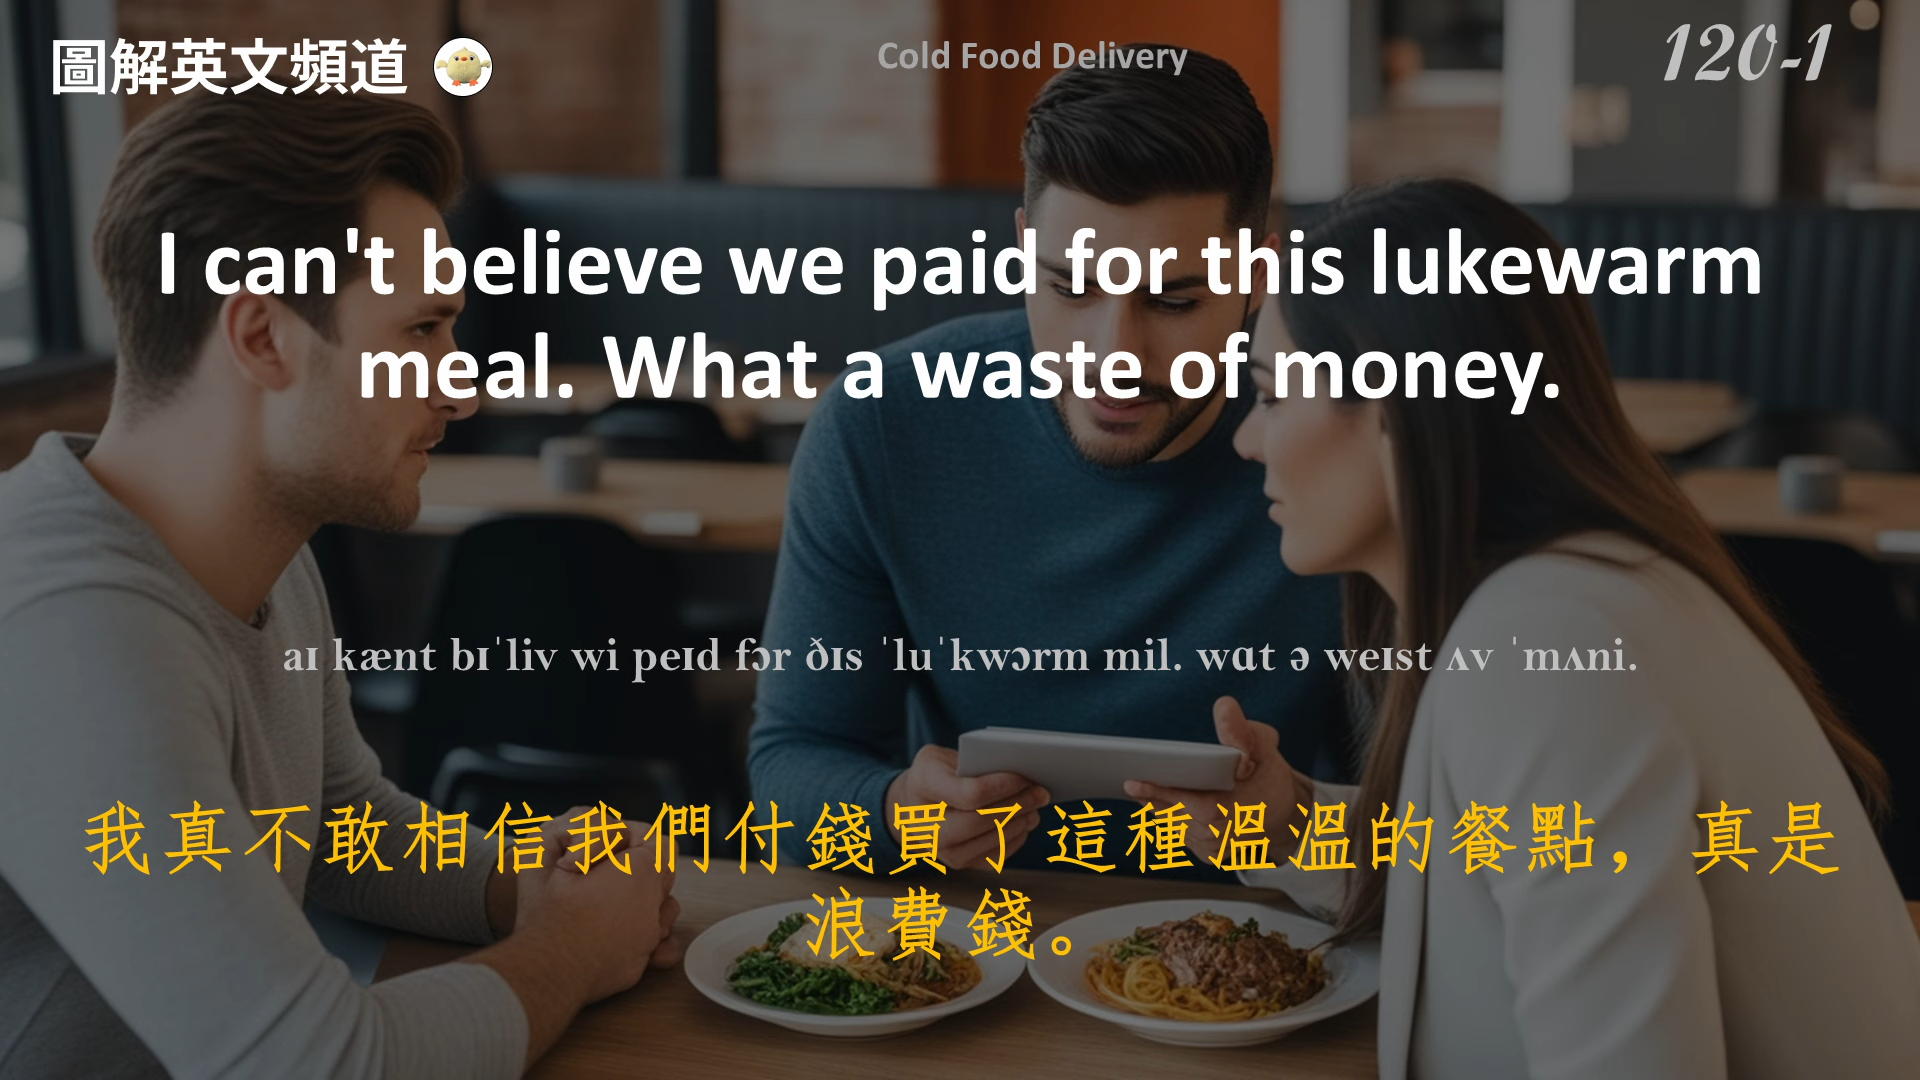 圖解英文頻道
Cold Food Delivery
120-1
I can't believe we paid for this lukewarm
meal. What a waste of money.
aɪ kænt bɪˈliv wi peɪd fɔr ðɪs ˈluˈkwɔrm mil. wɑt ə weɪst ʌv ˈmʌni.
我真不敢相信我們付錢買了這種溫溫的餐點，真是
浪費錢。